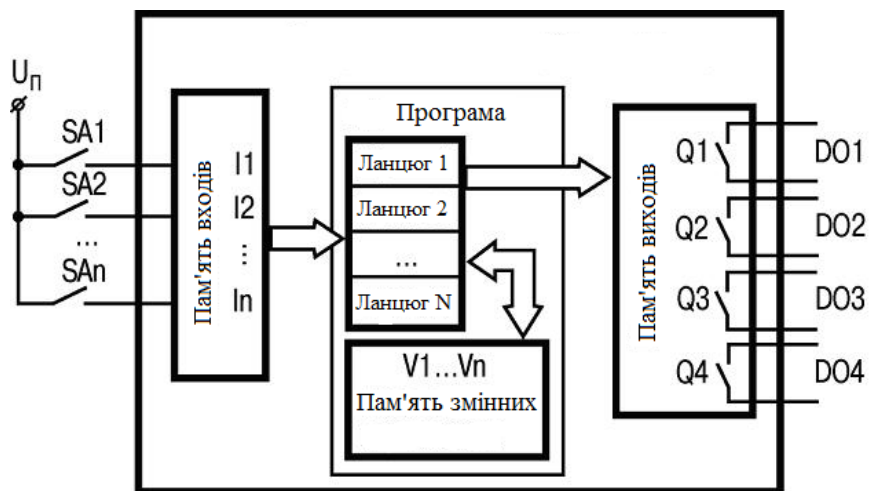 Uп
SA1
SA2
...
SAn
Пам'ять входів
I1
I2
...
In
Програма
Ланцюг 1
Ланцюг 2
...
Ланцюг N
V1...Vn
Пам'ять змінних
Пам'ять виходів
Q1
Q2
Q3
Q4
DO1
DO2
DO3
DO4